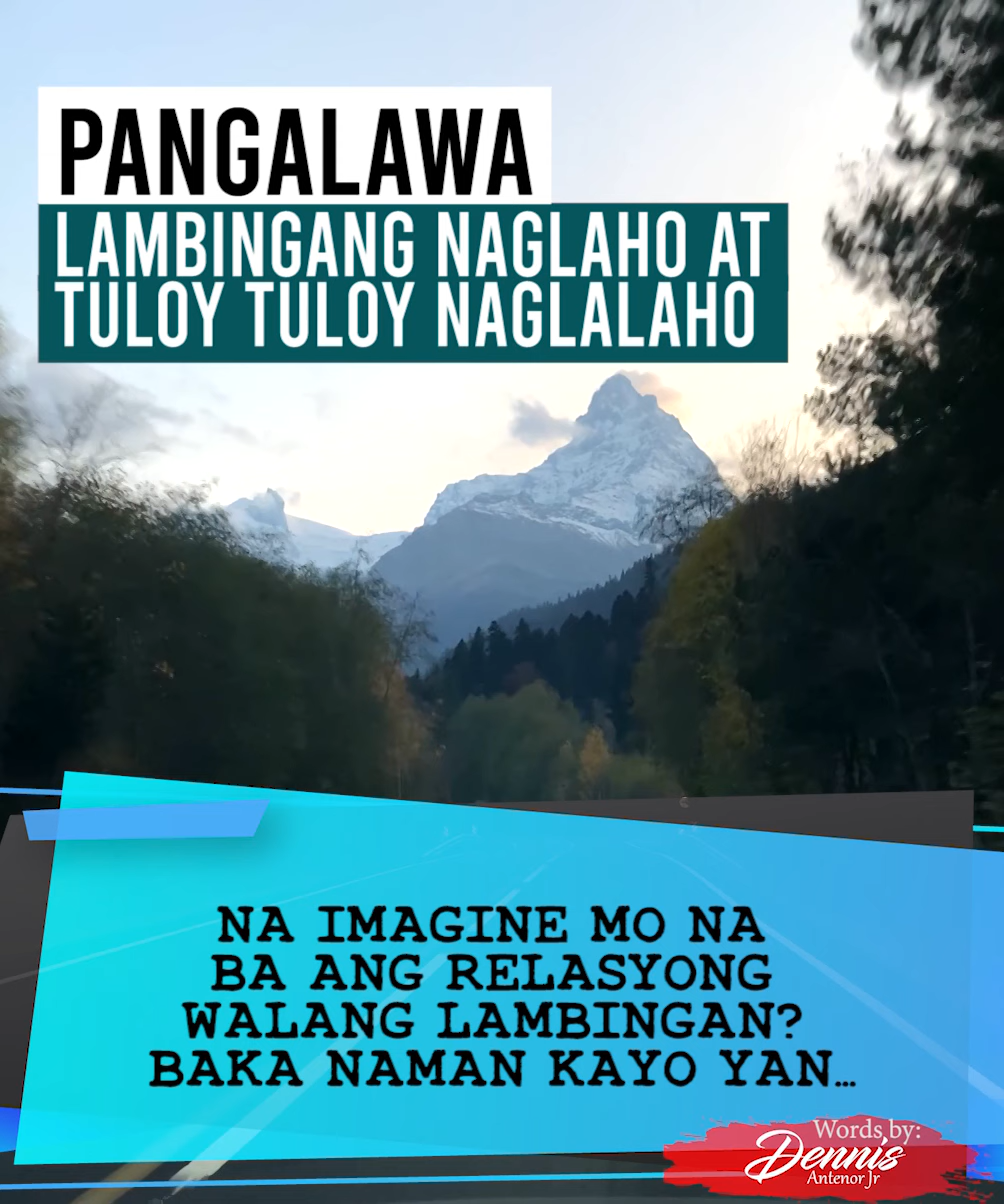 PANGALAWA
LAMBINGANG NAGLAHO AT
TULOY TULOY NAGLALAHO
NA IMAGINE MO NA
BA ANG RELASYONG
WALANG LAMBINGAN?
BAKA NAMAN KAYO YAN...
Words by:
Dennis
Antenor Jr